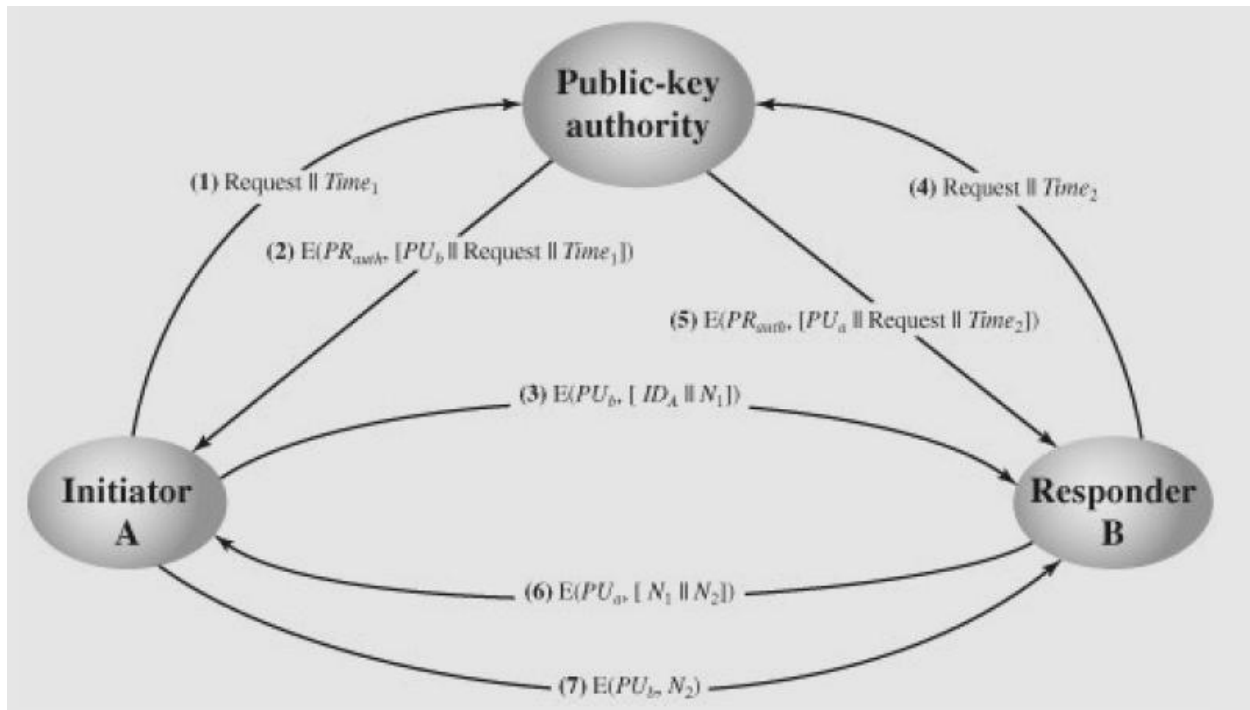 Public-key
authority
(1) Request || Time₁
(4) Request || Time₂
(2) E(PRauth, [PUb || Request || Time₁])
(5) E(PRauth, [PUa || Request || Time₂])
(3) E(PUb, [ IDA || N₁])
Initiator
A
Responder
B
(6) E(PUa, [ N₁ || N₂])
(7) E(PUb, N₂)